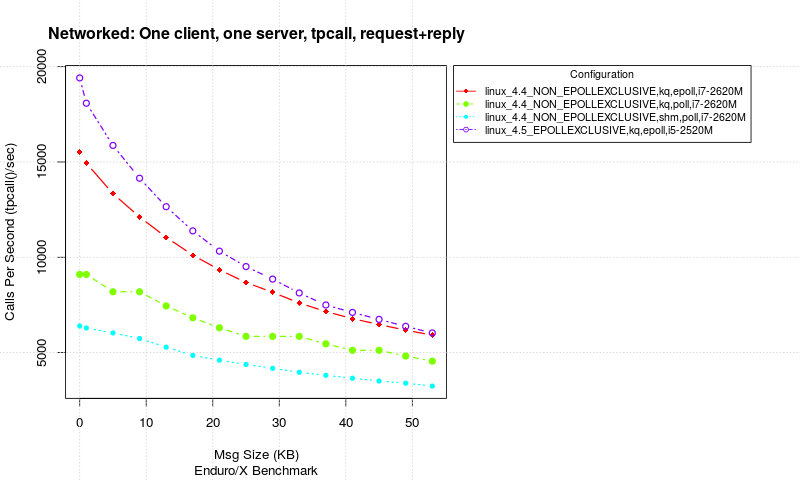 Networked: One client, one server, tpcall, request+reply
Configuration
linux_4.4_NON_EPOLLEXCLUSIVE,kq,epoll,i7-2620M
linux_4.4_NON_EPOLLEXCLUSIVE,kq,poll,i7-2620M
linux_4.4_NON_EPOLLEXCLUSIVE,shm,poll,i7-2620M
linux_4.5_EPOLLEXCLUSIVE,kq,epoll,i5-2520M
Calls Per Second (tpcall()/sec)
20000
15000
10000
5000
0 10 20 30 40 50
Msg Size (KB)
Enduro/X Benchmark